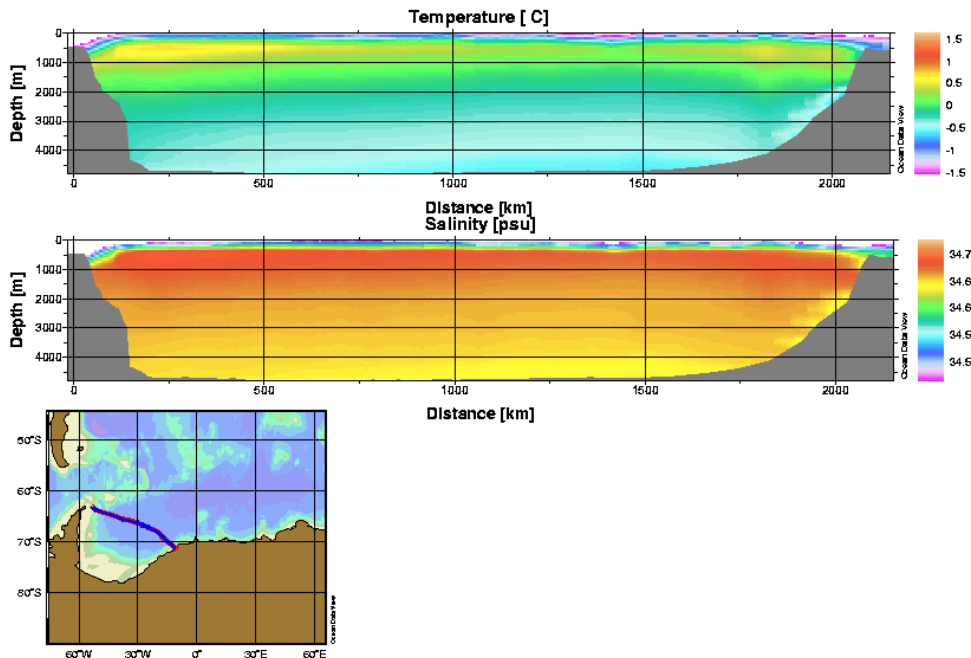 Temperature [ C]
0
1000
2000
3000
4000
Depth [m]
0
500
1000
1500
2000
1.5
1
0.5
0
-0.5
-1
-1.5
Ocean Data View
Distance [km]
Salinity [psu]
0
1000
2000
3000
4000
Depth [m]
0
500
1000
1500
2000
34.7
34.6
34.6
34.5
34.5
Ocean Data View
Distance [km]
50°S
60°S
70°S
80°S
60°W
30°W
0°
30°E
60°E
Ocean Data View